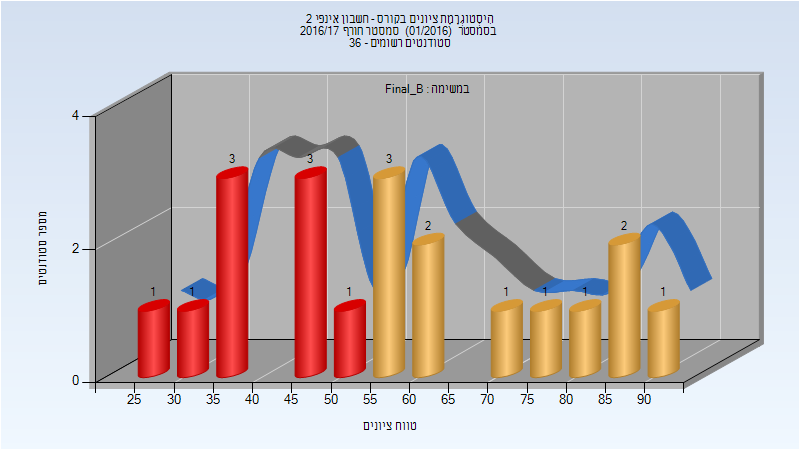 הִיסְטוֹגְרָמַת ציונים בקורס - חשבון אינפי 2
בסמסטר (01/2016) סמסטר חורף 2016/17
סטודנטים רשומים - 36
במשימה : Final_B
מספר סטודנטים
4
2
0
1
1
3
3
1
3
2
1
1
1
2
1
25 30 35 40 45 50 55 60 65 70 75 80 85 90
טווח ציונים